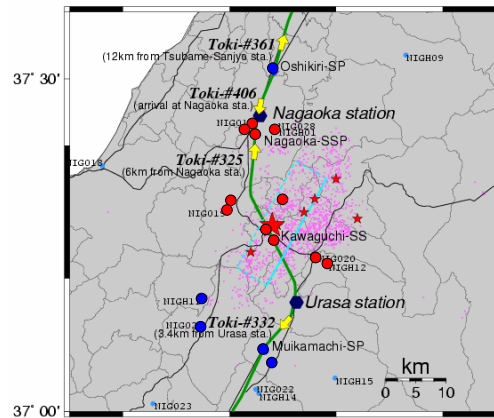 Toki-#361
(12km from Tsubame-Sanjyo sta.)
NIGH09
37˚30'
Oshikiri-SP
Toki-#406
(arrival at Nagaoka sta.)
Nagaoka station
NIG028
NIGH01
Nagaoka-SSP
NIG018
Toki-#325
(6km from Nagaoka sta.)
NIG019
Kawaguchi-SS
NIG020
NIGH12
Urasa station
Toki-#332
(3.4km from Urasa sta.)
Muikamachi-SP
km
0 5 10
NIG022
NIGH14
NIGH15
NIG023
37˚00'